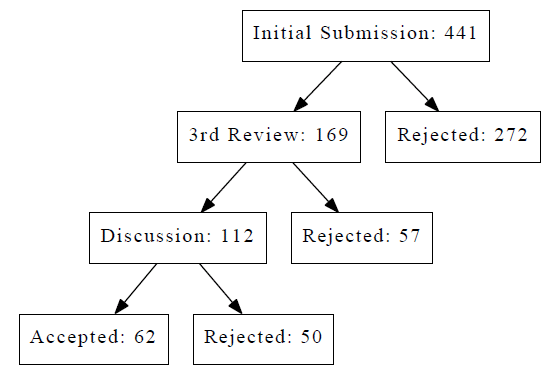 Initial Submission: 441
3rd Review: 169
Rejected: 272
Discussion: 112
Rejected: 57
Accepted: 62
Rejected: 50